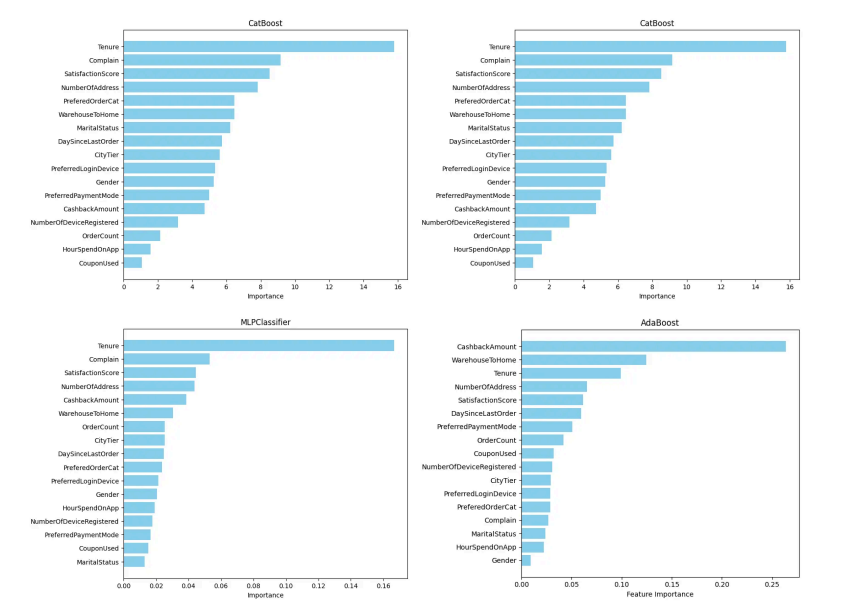 CatBoost
Tenure
Complain
SatisfactionScore
NumberOfAddress
PreferedOrderCat
WarehouseToHome
MaritalStatus
DaySinceLastOrder
CityTier
PreferredLoginDevice
Gender
PreferredPaymentMode
CashbackAmount
NumberOfDeviceRegistered
OrderCount
HourSpendOnApp
CouponUsed
0 2 4 6 8 10 12 14 16
Importance
CatBoost
Tenure
Complain
SatisfactionScore
NumberOfAddress
PreferedOrderCat
WarehouseToHome
MaritalStatus
DaySinceLastOrder
CityTier
PreferredLoginDevice
Gender
PreferredPaymentMode
CashbackAmount
NumberOfDeviceRegistered
OrderCount
HourSpendOnApp
CouponUsed
0 2 4 6 8 10 12 14 16
Importance
MLPClassifier
Tenure
Complain
SatisfactionScore
NumberOfAddress
CashbackAmount
WarehouseToHome
OrderCount
CityTier
DaySinceLastOrder
PreferedOrderCat
PreferredLoginDevice
Gender
HourSpendOnApp
NumberOfDeviceRegistered
PreferredPaymentMode
CouponUsed
MaritalStatus
0.00 0.02 0.04 0.06 0.08 0.10 0.12 0.14 0.16
Importance
AdaBoost
CashbackAmount
WarehouseToHome
Tenure
NumberOfAddress
SatisfactionScore
DaySinceLastOrder
PreferredPaymentMode
OrderCount
CouponUsed
NumberOfDeviceRegistered
CityTier
PreferredLoginDevice
PreferedOrderCat
Complain
MaritalStatus
HourSpendOnApp
Gender
0.00 0.05 0.10 0.15 0.20 0.25
Feature Importance